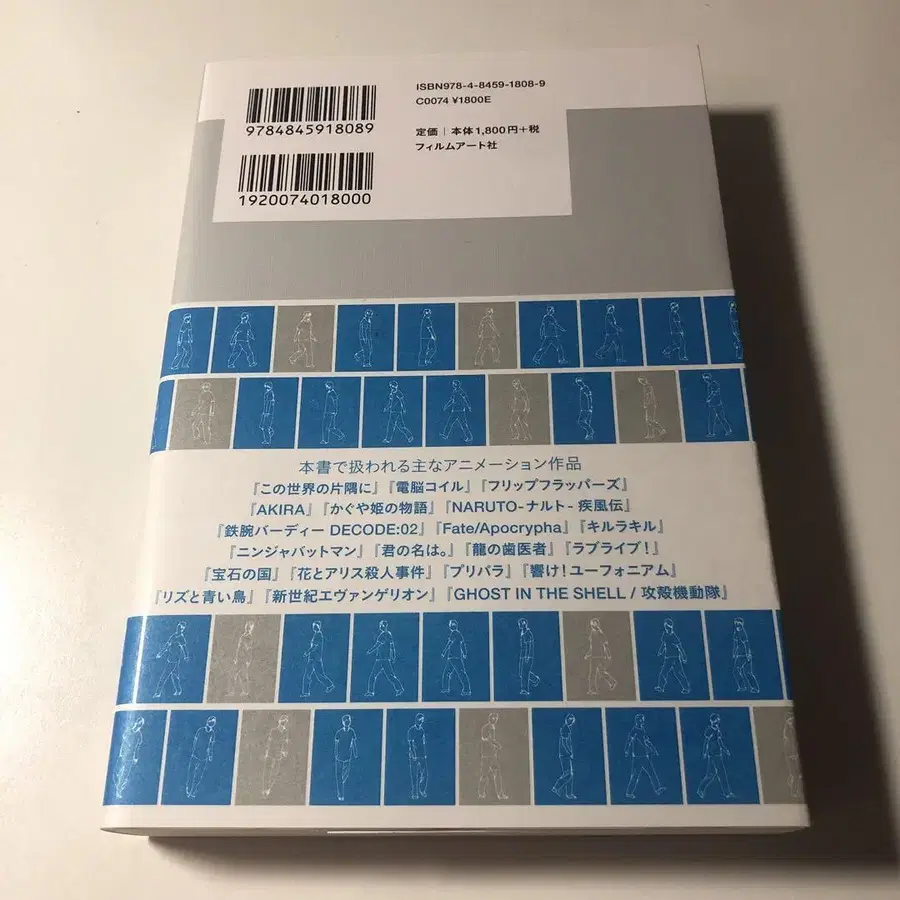 ISBN978-4-8459-1808-9
C0074 ¥1800E
9784845918089
定価|本体1,800円+税
フィルムアート社
1920074018000
本書で扱われる主なアニメーション作品
『この世界の片隅に』『電脳コイル』『フリップフラッパーズ』
『AKIRA』『かぐや姫の物語』『NARUTO-ナルト- 疾風伝』
『鉄腕バーディー DECODE:02』『Fate/Apocrypha』『キルラキル』
『ニンジャバットマン』『君の名は。』『龍の歯医者』『ラブライブ!』
『宝石の国』『花とアリス殺人事件』『プリパラ』『響け!ユーフォニアム』
『リズと青い鳥』『新世紀エヴァンゲリオン』『GHOST IN THE SHELL / 攻殻機動隊』